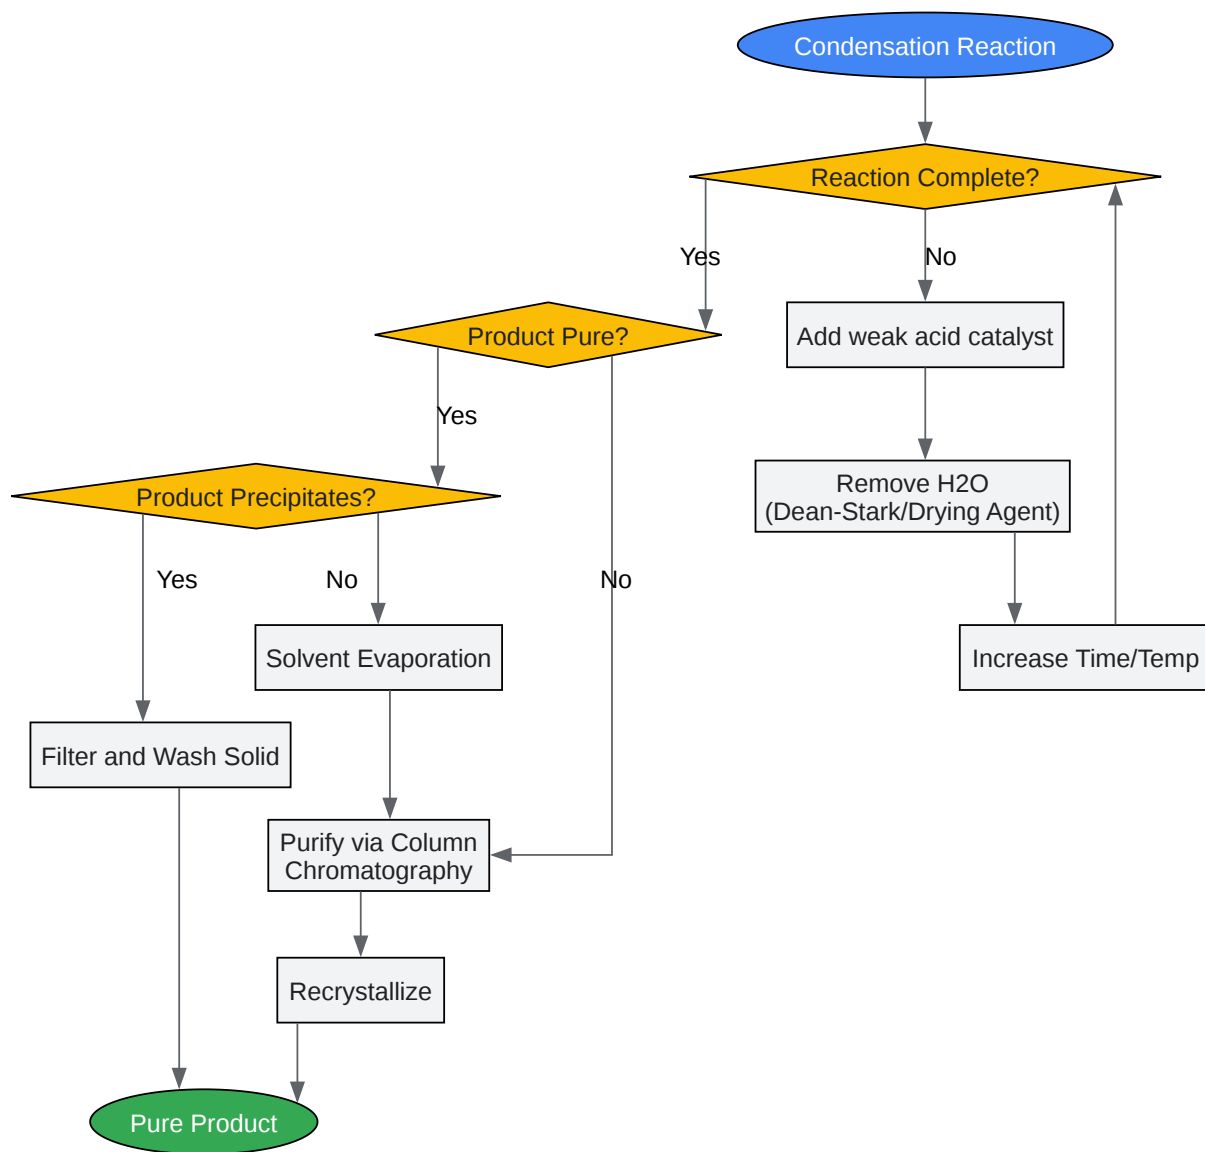 Condensation Reaction
Reaction Complete?
Yes
No
Product Pure?
Add weak acid catalyst
Yes
Product Precipitates?
Remove H2O
(Dean-Stark/Drying Agent)
Yes
No
No
Solvent Evaporation
Increase Time/Temp
Filter and Wash Solid
Purify via Column
Chromatography
Recrystallize
Pure Product